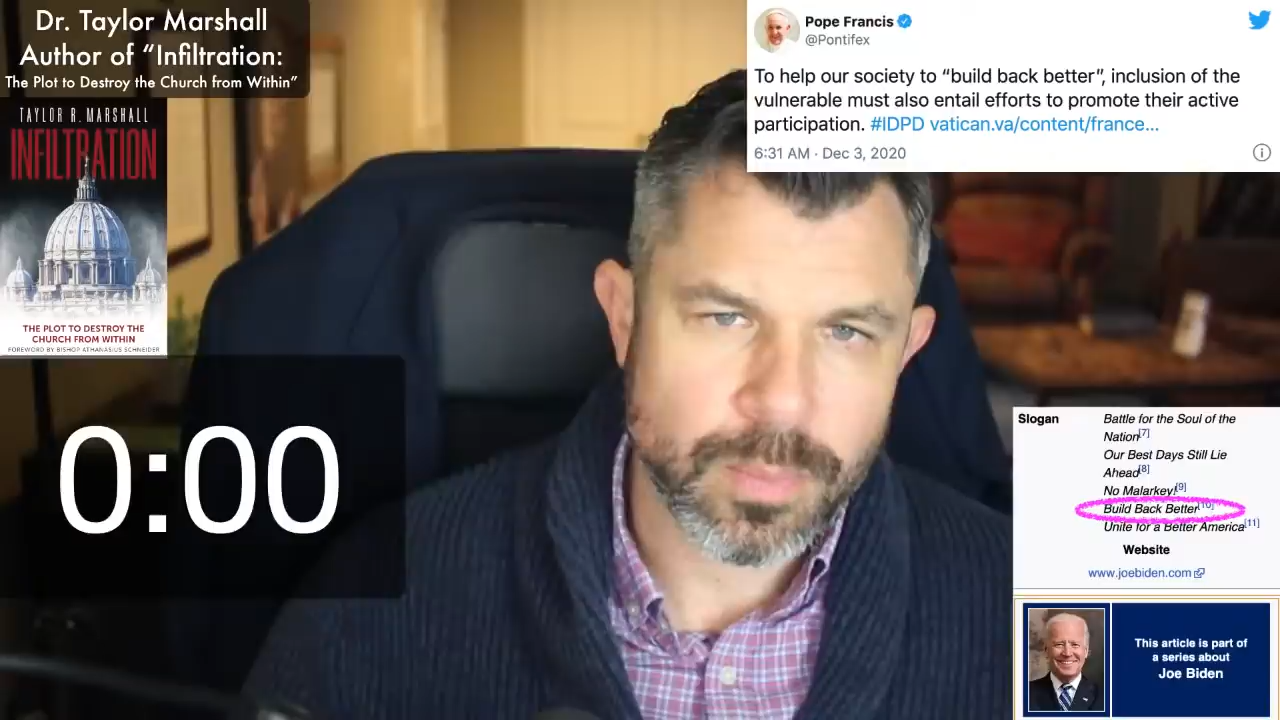 Dr. Taylor Marshall
Author of “Infiltration:
The Plot to Destroy the Church from Within”
TAYLOR R. MARSHALL
INFILTRATION
THE PLOT TO DESTROY THE
CHURCH FROM WITHIN
FOREWORD BY BISHOP ATHANASIUS SCHNEIDER
0:00
Pope Francis
@Pontifex
To help our society to “build back better”, inclusion of the
vulnerable must also entail efforts to promote their active
participation. #IDPD vatican.va/content/france...
6:31 AM · Dec 3, 2020
Slogan
Battle for the Soul of the
Nation[7]
Our Best Days Still Lie
Ahead[8]
No Malarkey![9]
Build Back Better[10]
Unite for a Better America[11]
Website
www.joebiden.com
This article is part of
a series about
Joe Biden